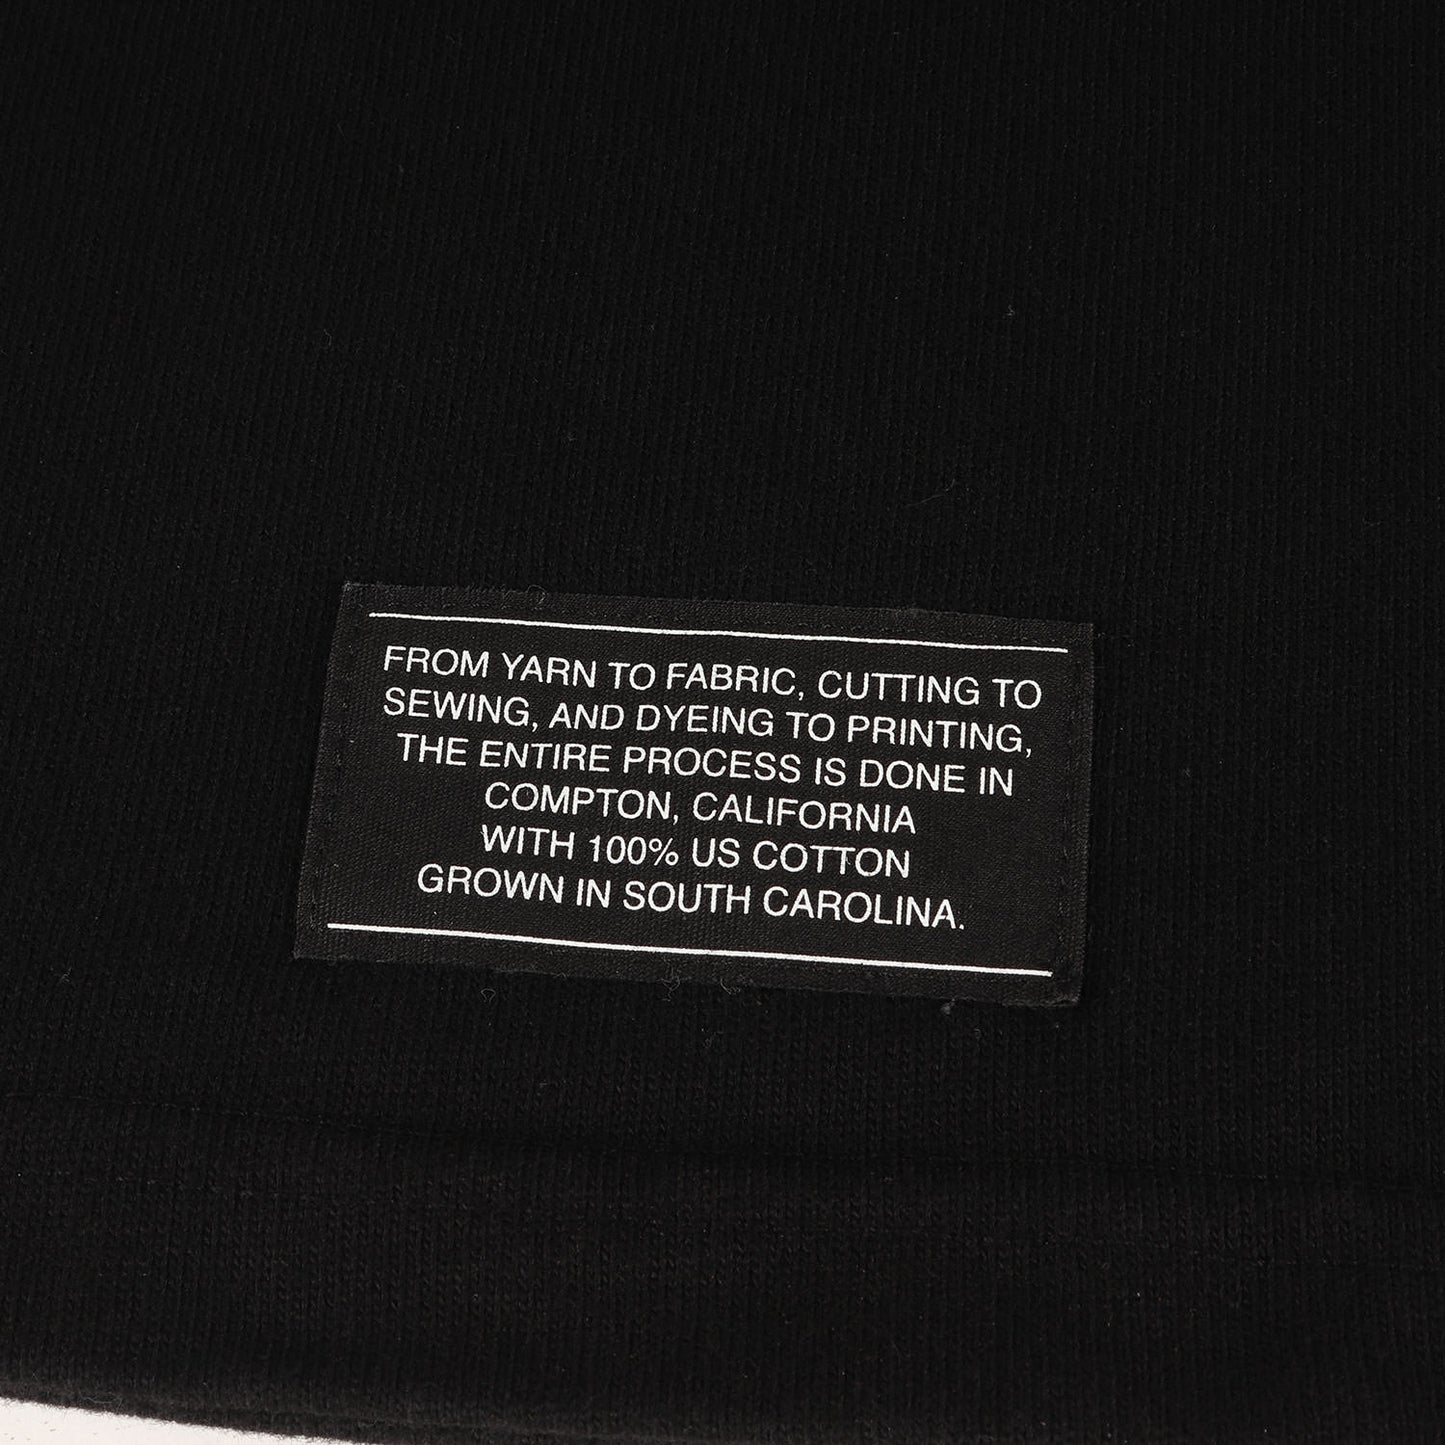 FROM YARN TO FABRIC, CUTTING TO
SEWING, AND DYEING TO PRINTING,
THE ENTIRE PROCESS IS DONE IN
COMPTON, CALIFORNIA
WITH 100% US COTTON
GROWN IN SOUTH CAROLINA.